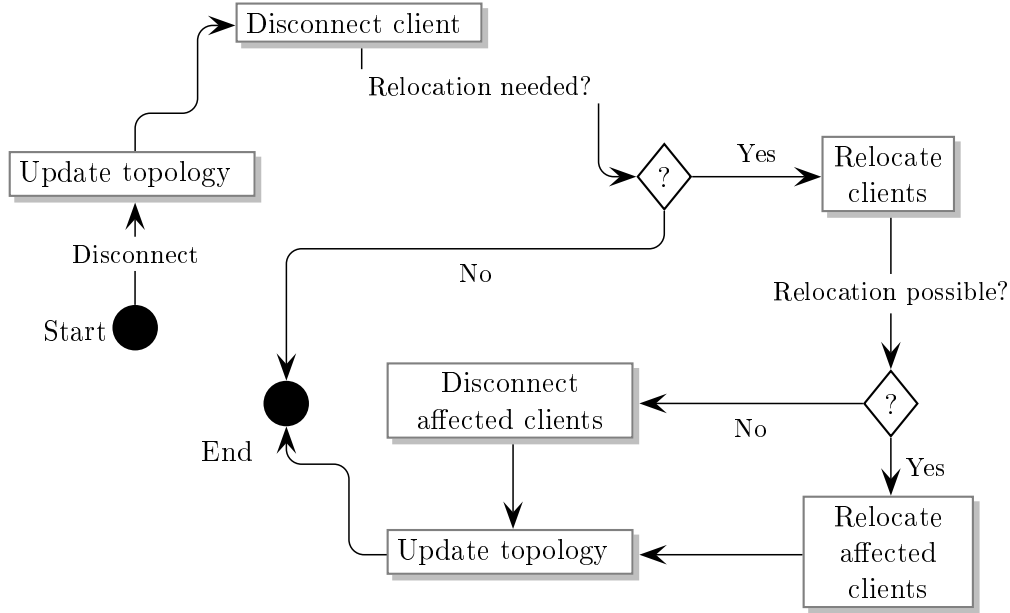 Disconnect client
Relocation needed?
Update topology
Yes
Relocate
clients
?
Disconnect
No
Relocation possible?
Start
Disconnect
affected clients
?
No
End
Yes
Update topology
Relocate
affected
clients